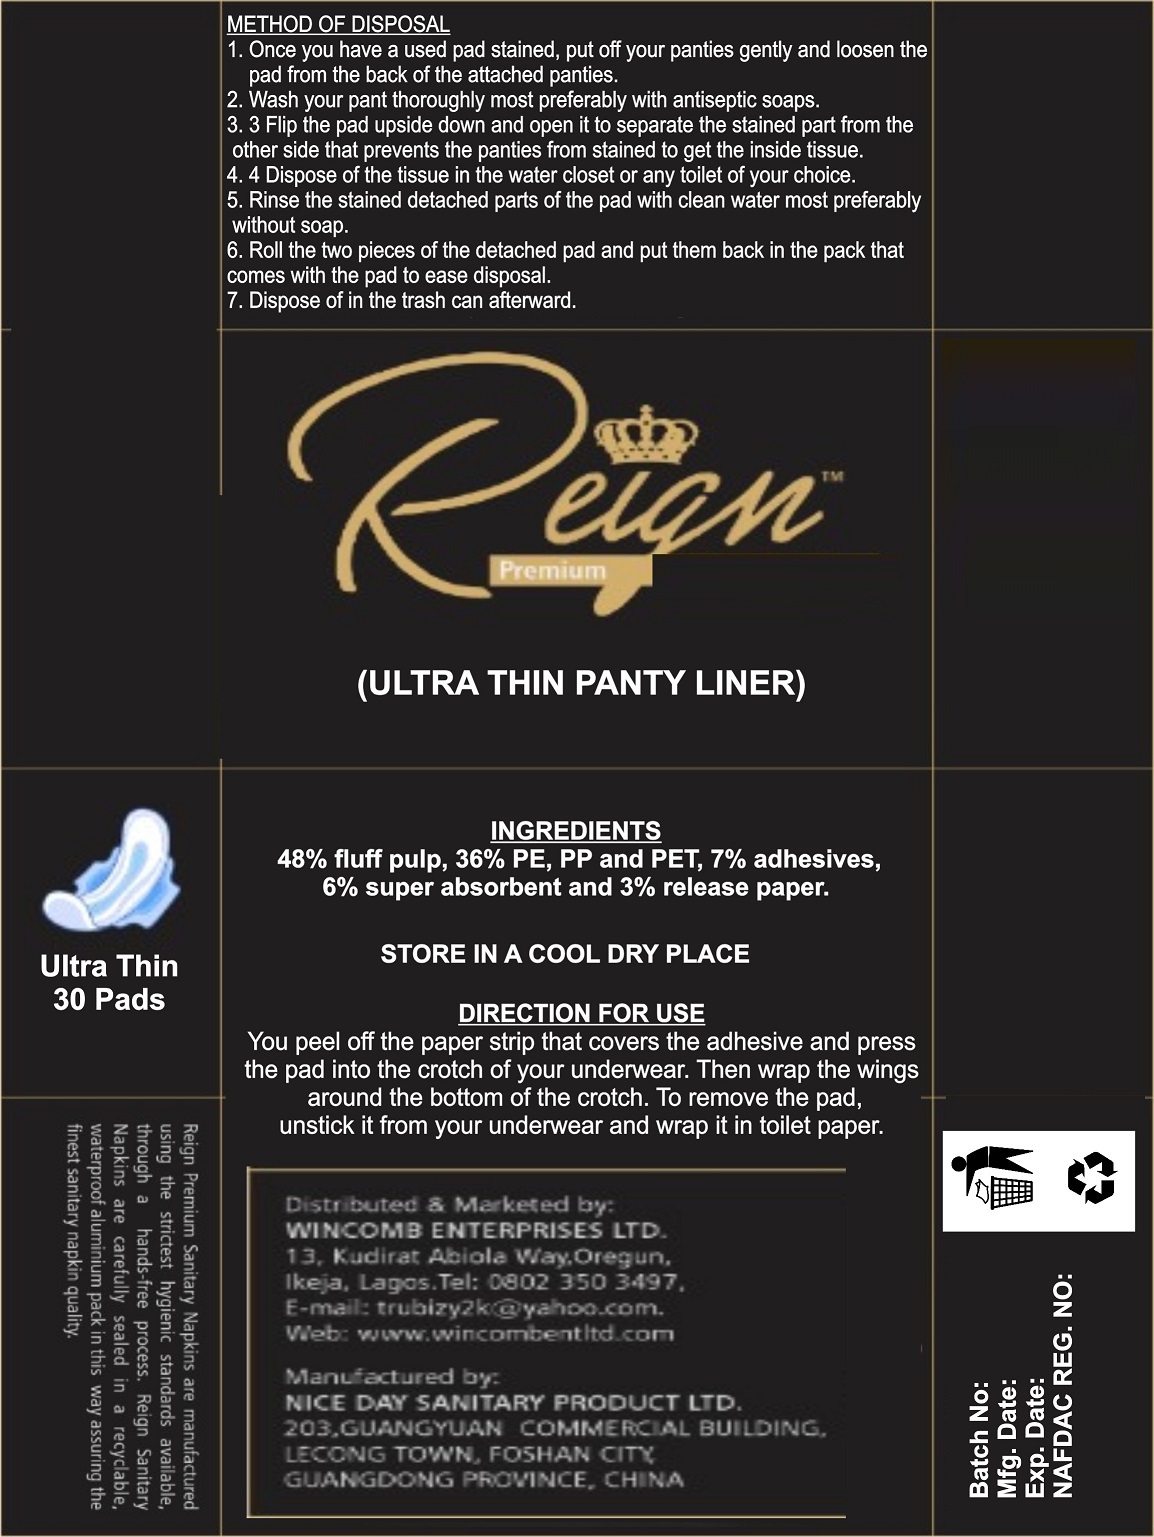 METHOD OF DISPOSAL
1. Once you have a used pad stained, put off your panties gently and loosen the
pad from the back of the attached panties.
2. Wash your pant thoroughly most preferably with antiseptic soaps.
3. 3 Flip the pad upside down and open it to separate the stained part from the
other side that prevents the panties from stained to get the inside tissue.
4. 4 Dispose of the tissue in the water closet or any toilet of your choice.
5. Rinse the stained detached parts of the pad with clean water most preferably
without soap.
6. Roll the two pieces of the detached pad and put them back in the pack that
comes with the pad to ease disposal.
7. Dispose of in the trash can afterward.
Reign™
Premium
(ULTRA THIN PANTY LINER)
Ultra Thin
30 Pads
INGREDIENTS
48% fluff pulp, 36% PE, PP and PET, 7% adhesives,
6% super absorbent and 3% release paper.
STORE IN A COOL DRY PLACE
DIRECTION FOR USE
You peel off the paper strip that covers the adhesive and press
the pad into the crotch of your underwear. Then wrap the wings
around the bottom of the crotch. To remove the pad,
unstick it from your underwear and wrap it in toilet paper.
Reign Premium Sanitary Napkins are manufactured
using the strictest hygienic standards available,
through a hands-free process. Reign Sanitary
Napkins are carefully sealed in a recyclable,
waterproof aluminium pack in this way assuring the
finest sanitary napkin quality.
Distributed & Marketed by:
WINCOMB ENTERPRISES LTD.
13, Kudirat Abiola Way,Oregun,
Ikeja, Lagos.Tel: 0802 350 3497,
E-mail: trubizy2k@yahoo.com.
Web: www.wincombentltd.com
Manufactured by:
NICE DAY SANITARY PRODUCT LTD.
203,GUANGYUAN COMMERCIAL BUILDING,
LECONG TOWN, FOSHAN CITY,
GUANGDONG PROVINCE, CHINA
Batch No:
Mfg. Date:
Exp. Date:
NAFDAC REG. NO: